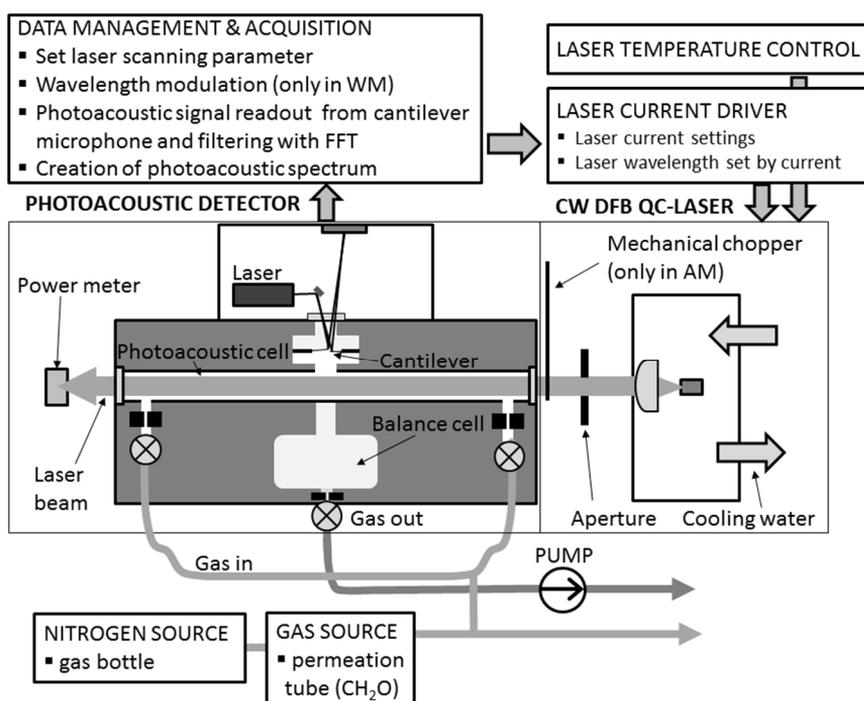 DATA MANAGEMENT & ACQUISITION
▪ Set laser scanning parameter
▪ Wavelength modulation (only in WM)
▪ Photoacoustic signal readout from cantilever
microphone and filtering with FFT
▪ Creation of photoacoustic spectrum
LASER TEMPERATURE CONTROL
LASER CURRENT DRIVER
▪ Laser current settings
▪ Laser wavelength set by current
PHOTOACOUSTIC DETECTOR
CW DFB QC-LASER
Mechanical chopper
(only in AM)
Power meter
Laser
Photoacoustic cell
Cantilever
Balance cell
Laser
beam
Gas out
Aperture
Cooling water
Gas in
PUMP
NITROGEN SOURCE
▪ gas bottle
GAS SOURCE
▪ permeation
tube (CH₂O)